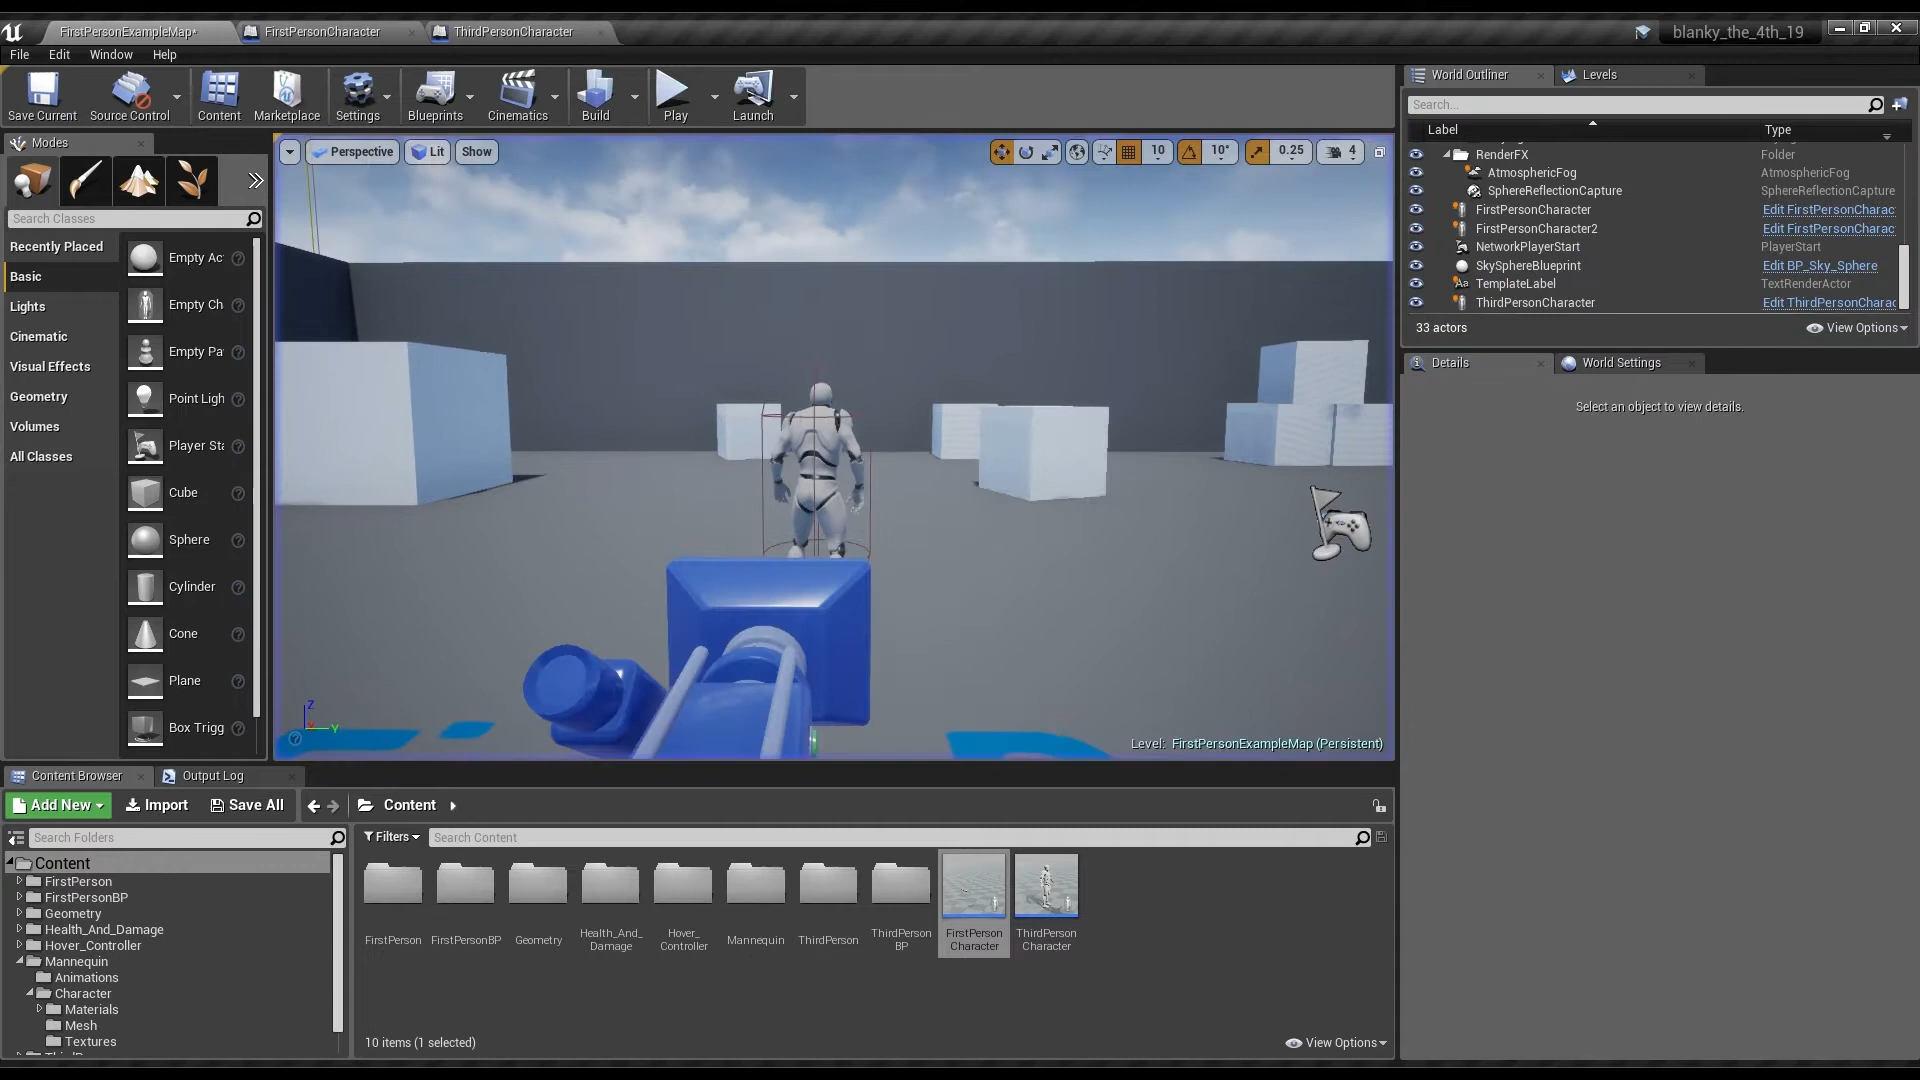 FirstPersonExampleMap*
FirstPersonCharacter
ThirdPersonCharacter
blanky_the_4th_19
File Edit Window Help
Save Current
Source Control
Content
Marketplace
Settings
Blueprints
Cinematics
Build
Play
Launch
Modes
Search Classes
Recently Placed
Basic
Lights
Cinematic
Visual Effects
Geometry
Volumes
All Classes
Empty Ac
Empty Ch
Empty Pa
Point Ligh
Player Sta
Cube
Sphere
Cylinder
Cone
Plane
Box Trigg
Perspective
Lit
Show
10
10°
0.25
4
Z
Y
Level: FirstPersonExampleMap (Persistent)
World Outliner
Levels
Search...
Label
Type
RenderFX
Folder
AtmosphericFog
AtmosphericFog
SphereReflectionCapture
SphereReflectionCapture
FirstPersonCharacter
Edit FirstPersonCharac
FirstPersonCharacter2
Edit FirstPersonCharac
NetworkPlayerStart
PlayerStart
SkySphereBlueprint
Edit BP_Sky_Sphere
TemplateLabel
TextRenderActor
ThirdPersonCharacter
Edit ThirdPersonCharac
33 actors
View Options
Details
World Settings
Select an object to view details.
Content Browser
Output Log
Add New
Import
Save All
Content
Search Folders
Content
FirstPerson
FirstPersonBP
Geometry
Health_And_Damage
Hover_Controller
Mannequin
Animations
Character
Materials
Mesh
Textures
Filters
Search Content
FirstPerson
FirstPersonBP
Geometry
Health_And_
Damage
Hover_
Controller
Mannequin
ThirdPerson
ThirdPerson
BP
FirstPerson
Character
ThirdPerson
Character
10 items (1 selected)
View Options